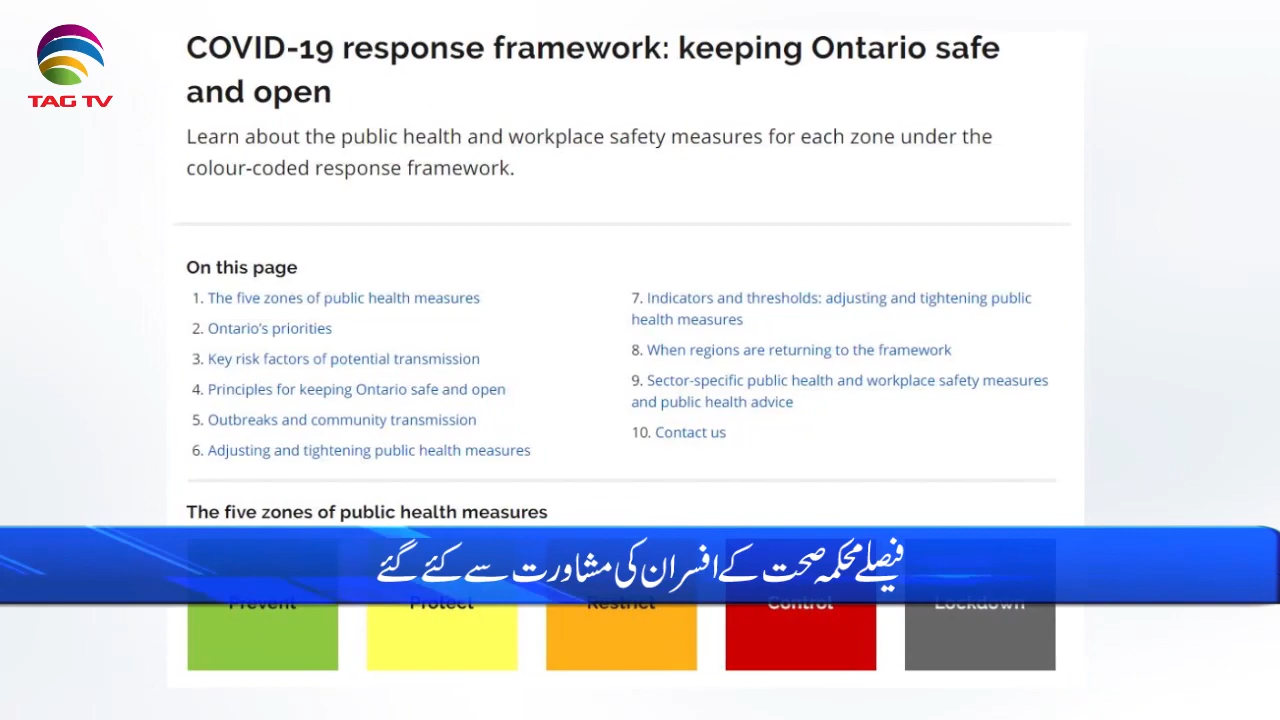 TAG TV
COVID-19 response framework: keeping Ontario safe
and open
Learn about the public health and workplace safety measures for each zone under the
colour-coded response framework.
On this page
1. The five zones of public health measures
2. Ontario's priorities
3. Key risk factors of potential transmission
4. Principles for keeping Ontario safe and open
5. Outbreaks and community transmission
6. Adjusting and tightening public health measures
7. Indicators and thresholds: adjusting and tightening public
health measures
8. When regions are returning to the framework
9. Sector-specific public health and workplace safety measures
and public health advice
10. Contact us
The five zones of public health measures
فیصلے محکمہ صحت کے افسران کی مشاورت سے کئے گئے
Prevent
Protect
Restrict
Control
Lockdown